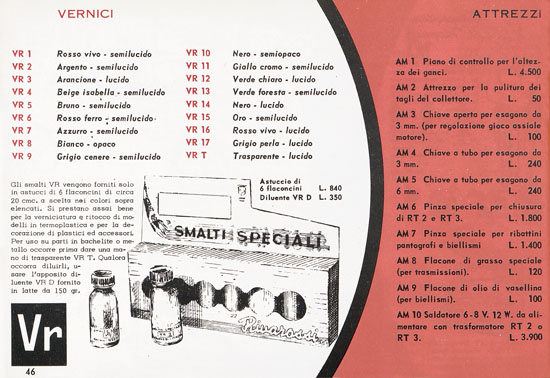 VERNICI
VR 1 Rosso vivo - semilucido
VR 2 Argento - semilucido
VR 3 Arancione - lucido
VR 4 Beige isabella - semilucido
VR 5 Bruno - semilucido
VR 6 Rosso ferro - semilucido
VR 7 Azzurro - semilucido
VR 8 Bianco - opaco
VR 9 Grigio cenere - semilucido
VR 10 Nero - semiopaco
VR 11 Giallo cromo - semilucido
VR 12 Verde chiaro - lucido
VR 13 Verde foresta - semilucido
VR 14 Nero - lucido
VR 15 Oro - semilucido
VR 16 Rosso vivo - lucido
VR 17 Grigio perla - lucido
VR T Trasparente - lucido
Gli smalti VR vengono forniti solo
in astucci di 6 flaconcini di circa
20 cmc. a scelta nei colori sopra
elencati. Si prestano assai bene
per la verniciatura e ritocco di mo-
delli in termoplastica e per la de-
corazione di plastici ed accessori.
Per uso su parti in bachelite o me-
tallo occorre prima dare una ma-
no di trasparente VR T. Qualora
occorra diluirli, u-
sare l'apposito di-
luente VR D fornito
in latte da 150 gr.
Astuccio di
6 flaconcini L. 840
Diluente VR D L. 350
SMALTI SPECIALI
Rivarossi
Vr
46
ATTREZZI
AM 1 Piano di controllo per l'altez-
za dei ganci. L. 4.500
AM 2 Attrezzo per la pulitura dei
tagli del collettore. L. 50
AM 3 Chiave aperta per esagono da
3 mm. (per regolazione gioco assiale
motore). L. 100
AM 4 Chiave a tubo per esagono da
3 mm. L. 240
AM 5 Chiave a tubo per esagono da
6 mm. L. 240
AM 6 Pinza speciale per chiusura
di RT 2 e RT 3. L. 1.800
AM 7 Pinza speciale per ribattini
pantografi e biellismi L. 1.400
AM 8 Flacone di grasso speciale
(per trasmissioni). L. 120
AM 9 Flacone di olio di vasellina
(per biellismi). L. 100
AM 10 Saldatore 6-8 V. 12 W. da ali-
mentare con trasformatore RT 2 o
RT 3. L. 3.900